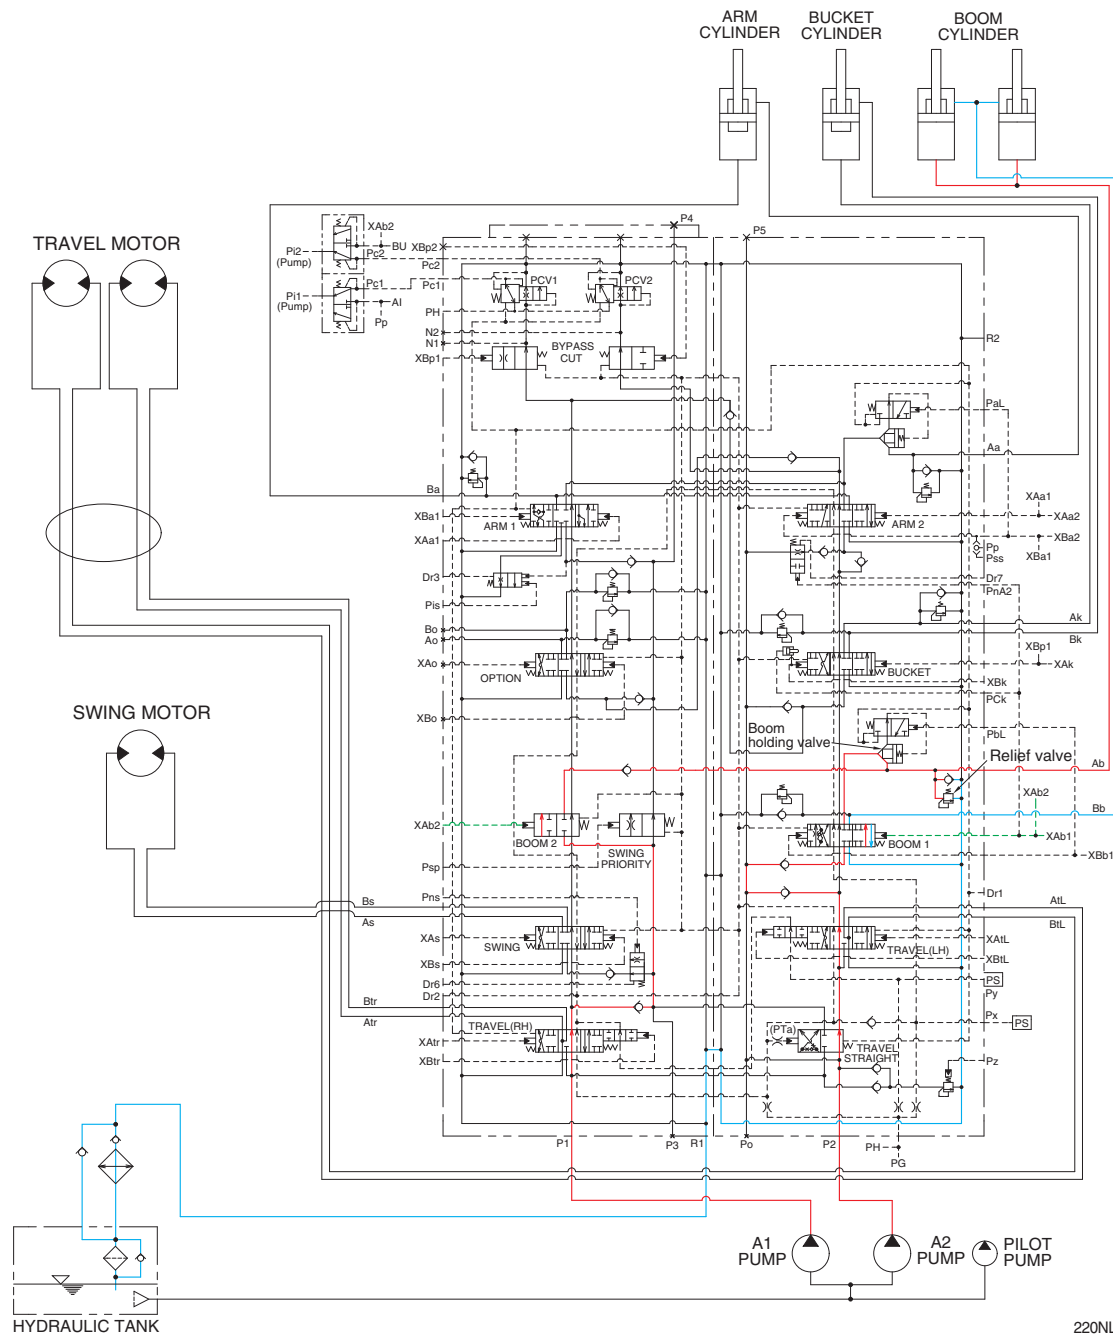 ARM
CYLINDER
BUCKET
CYLINDER
BOOM
CYLINDER
TRAVEL MOTOR
XAb2
BU
Pi2
(Pump)
Pc2
Pi1
(Pump)
Pc1
AI
Pp
P4
P5
XBp2
Pc2
Pc1
PCV1
PCV2
PH
N2
N1
XBp1
BYPASS
CUT
R2
PaL
Aa
Ba
XBa1
ARM 1
XAa1
ARM 2
XAa1
XAa2
XBa2
XBa1
Pp
Pss
Dr3
Dr7
PnA2
Pis
Ak
Bo
Ao
Bk
XBp1
XAo
OPTION
BUCKET
XAk
XBk
PCk
XBo
SWING MOTOR
Boom
holding valve
PbL
Relief valve
Ab
XAb2
Bb
XAb2
BOOM 2
SWING
PRIORITY
BOOM 1
XAb1
XBb1
Psp
Pns
Dr1
Bs
As
AtL
BtL
XAs
SWING
TRAVEL(LH)
XAtL
XBs
XBtL
Dr6
Dr2
PS
Py
Btr
Atr
Px
PS
TRAVEL(RH)
(PTa)
TRAVEL
STRAIGHT
XAtr
XBtr
Pz
P1
P3
R1
Po
P2
PH
PG
A1
PUMP
A2
PUMP
PILOT
PUMP
HYDRAULIC TANK
220NL